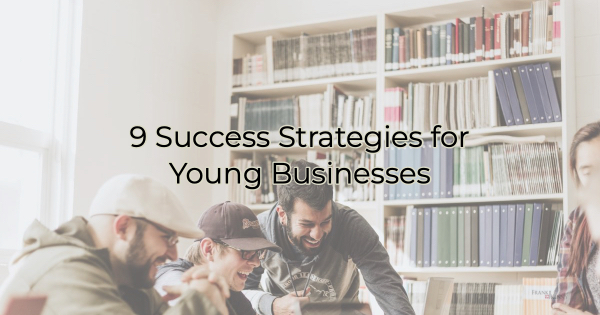 9 Success Strategies for
Young Businesses